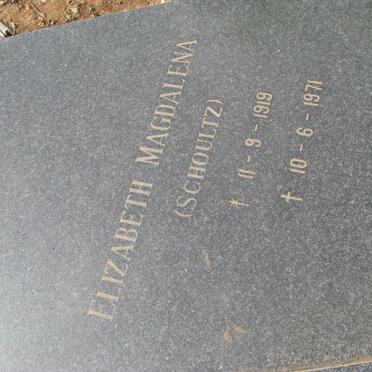 ELIZABETH MAGDALENA
(SCHOULTZ)
* 11 - 9 - 1919
† 10 - 6 - 1971